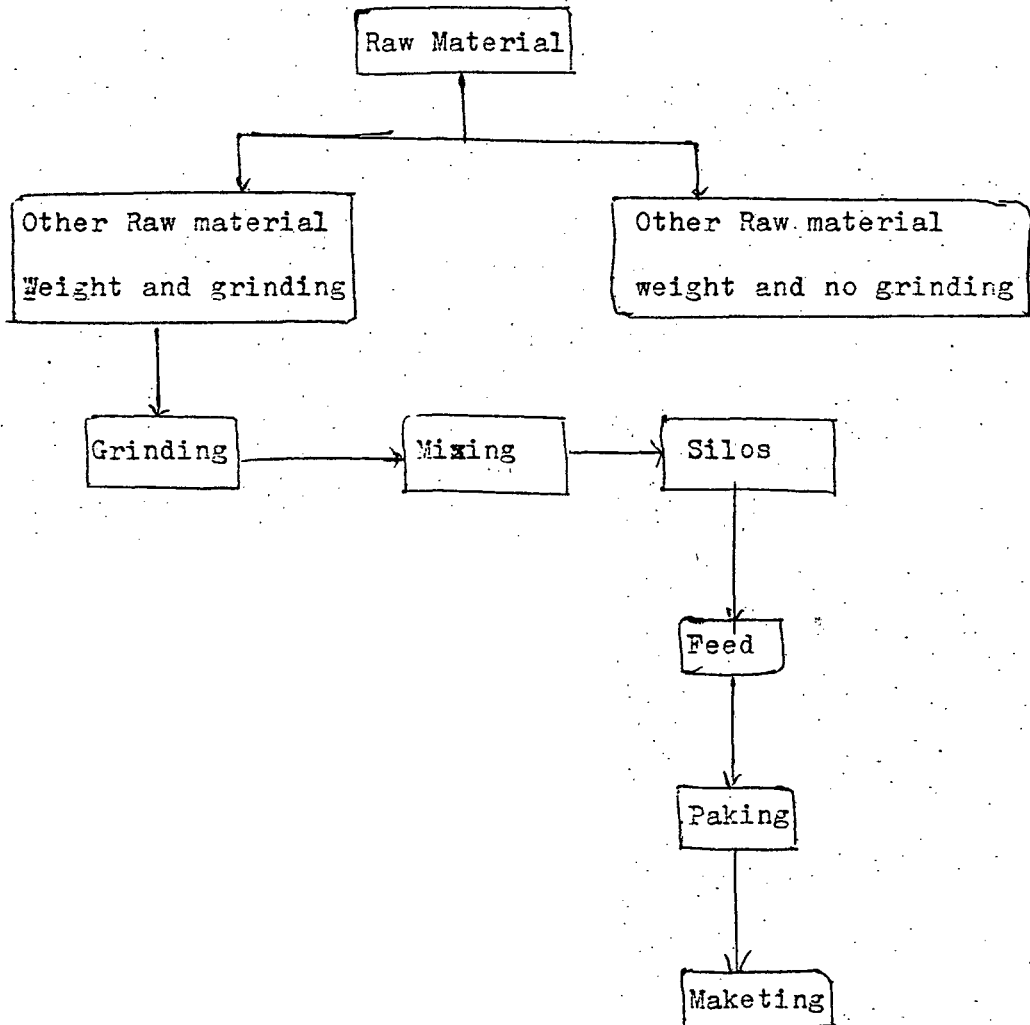 Raw Material
Other Raw material
Weight and grinding
Other Raw material
weight and no grinding
Grinding
Mixing
Silos
Feed
Paking
Maketing